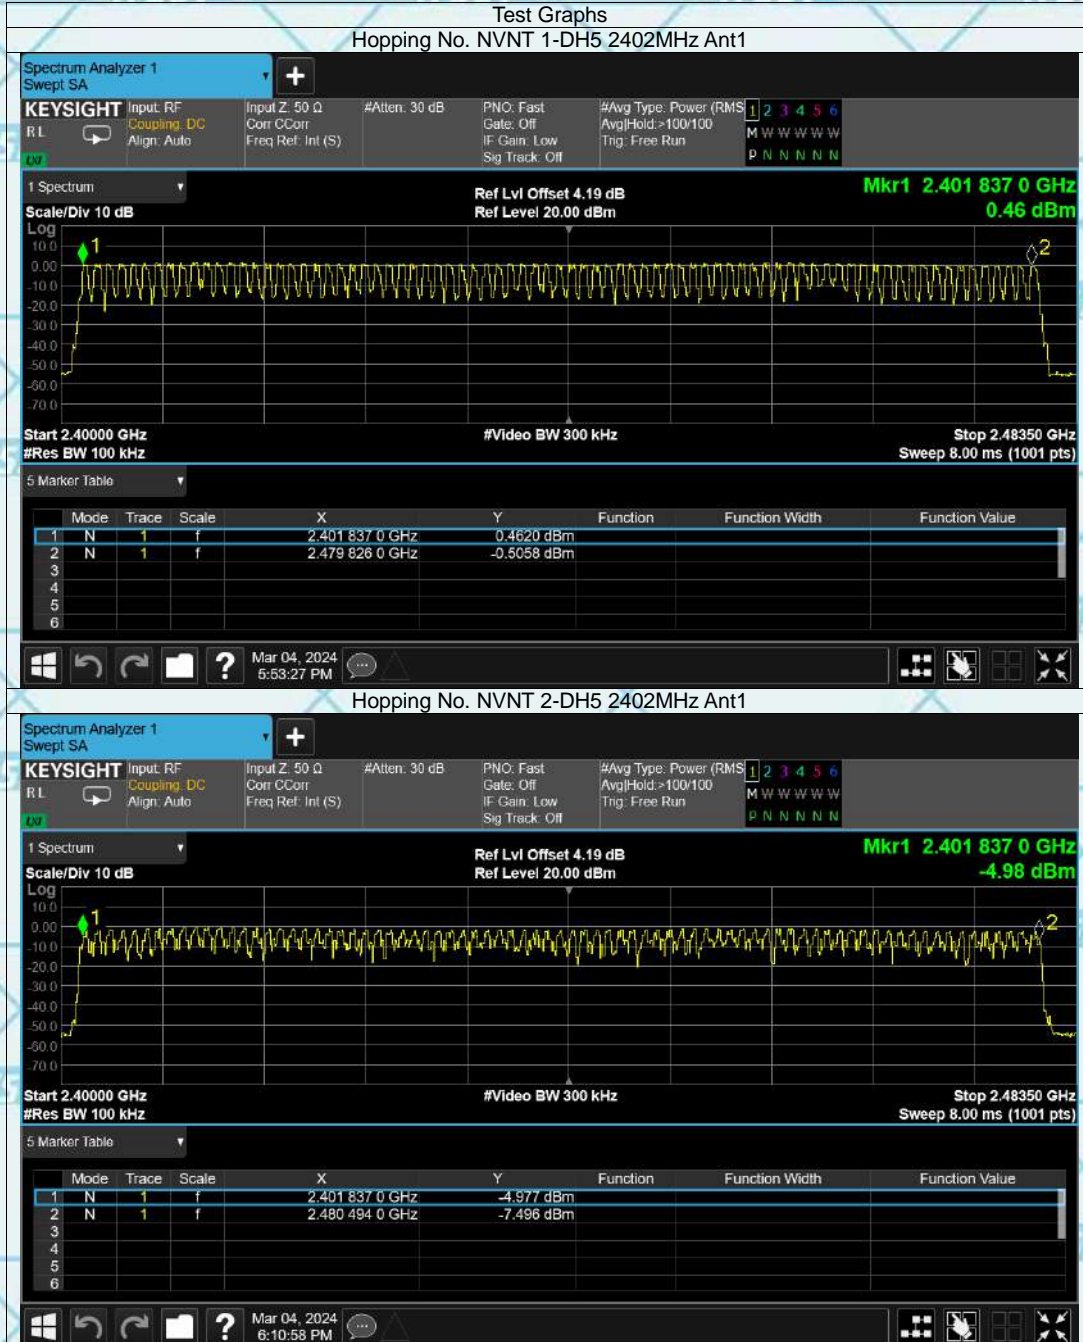 Test Graphs
Hopping No. NVNT 1-DH5 2402MHz Ant1
Spectrum Analyzer 1
Swept SA
+
KEYSIGHT Input: RF Input Z: 50 Ω #Atten: 30 dB PNO: Fast #Avg Type: Power (RMS 1 2 3 4 5 6
R L Coupling: DC Corr CCorr Gate: Off Avg|Hold:>100/100 M W W W W W
Align: Auto Freq Ref: Int (S) IF Gain: Low Trig: Free Run
LXI Sig Track: Off P N N N N N
1 Spectrum Ref Lvl Offset 4.19 dB Mkr1 2.401 837 0 GHz
Scale/Div 10 dB Ref Level 20.00 dBm 0.46 dBm
Log
10.0 1 2
0.00
-10.0
-20.0
-30.0
-40.0
-50.0
-60.0
-70.0
Start 2.40000 GHz #Video BW 300 kHz Stop 2.48350 GHz
#Res BW 100 kHz Sweep 8.00 ms (1001 pts)
5 Marker Table
Mode Trace Scale X Y Function Function Width Function Value
1 N 1 f 2.401 837 0 GHz 0.4620 dBm
2 N 1 f 2.479 826 0 GHz -0.5058 dBm
3
4
5
6
? Mar 04, 2024
5:53:27 PM
Hopping No. NVNT 2-DH5 2402MHz Ant1
Spectrum Analyzer 1
Swept SA
+
KEYSIGHT Input: RF Input Z: 50 Ω #Atten: 30 dB PNO: Fast #Avg Type: Power (RMS 1 2 3 4 5 6
R L Coupling: DC Corr CCorr Gate: Off Avg|Hold:>100/100 M W W W W W
Align: Auto Freq Ref: Int (S) IF Gain: Low Trig: Free Run
LXI Sig Track: Off P N N N N N
1 Spectrum Ref Lvl Offset 4.19 dB Mkr1 2.401 837 0 GHz
Scale/Div 10 dB Ref Level 20.00 dBm -4.98 dBm
Log
10.0
0.00 1 2
-10.0
-20.0
-30.0
-40.0
-50.0
-60.0
-70.0
Start 2.40000 GHz #Video BW 300 kHz Stop 2.48350 GHz
#Res BW 100 kHz Sweep 8.00 ms (1001 pts)
5 Marker Table
Mode Trace Scale X Y Function Function Width Function Value
1 N 1 f 2.401 837 0 GHz -4.977 dBm
2 N 1 f 2.480 494 0 GHz -7.496 dBm
3
4
5
6
? Mar 04, 2024
6:10:58 PM